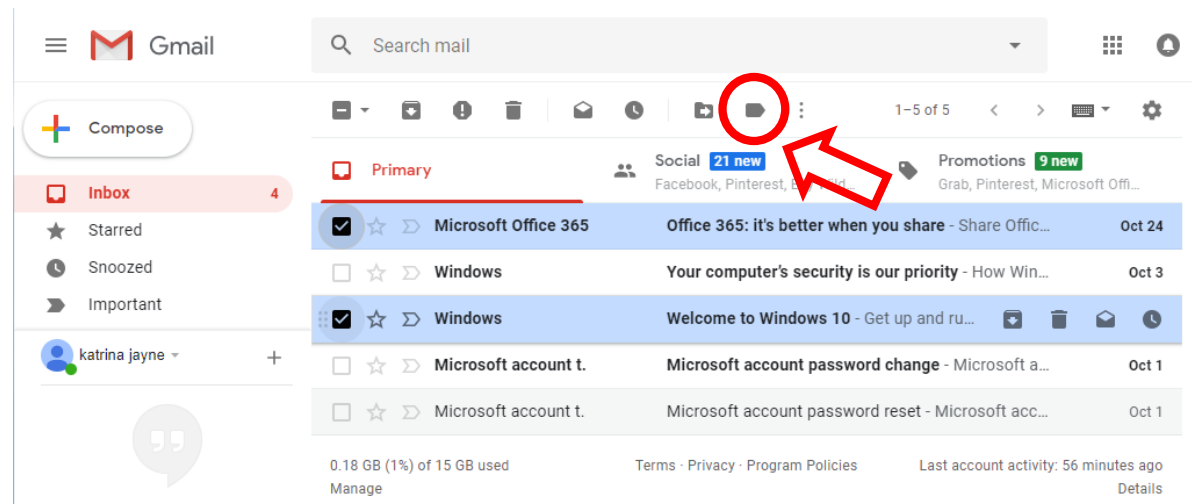 Gmail
Search mail
Compose
1–5 of 5
Primary
Social 21 new
Facebook, Pinterest,
Promotions 9 new
Grab, Pinterest, Microsoft Offi...
Inbox 4
Starred
Snoozed
Important
katrina jayne
Microsoft Office 365 Office 365: it's better when you share - Share Offic... Oct 24
Windows Your computer's security is our priority - How Win... Oct 3
Windows Welcome to Windows 10 - Get up and ru...
Microsoft account t. Microsoft account password change - Microsoft a... Oct 1
Microsoft account t. Microsoft account password reset - Microsoft acc... Oct 1
0.18 GB (1%) of 15 GB used
Manage
Terms · Privacy · Program Policies
Last account activity: 56 minutes ago
Details